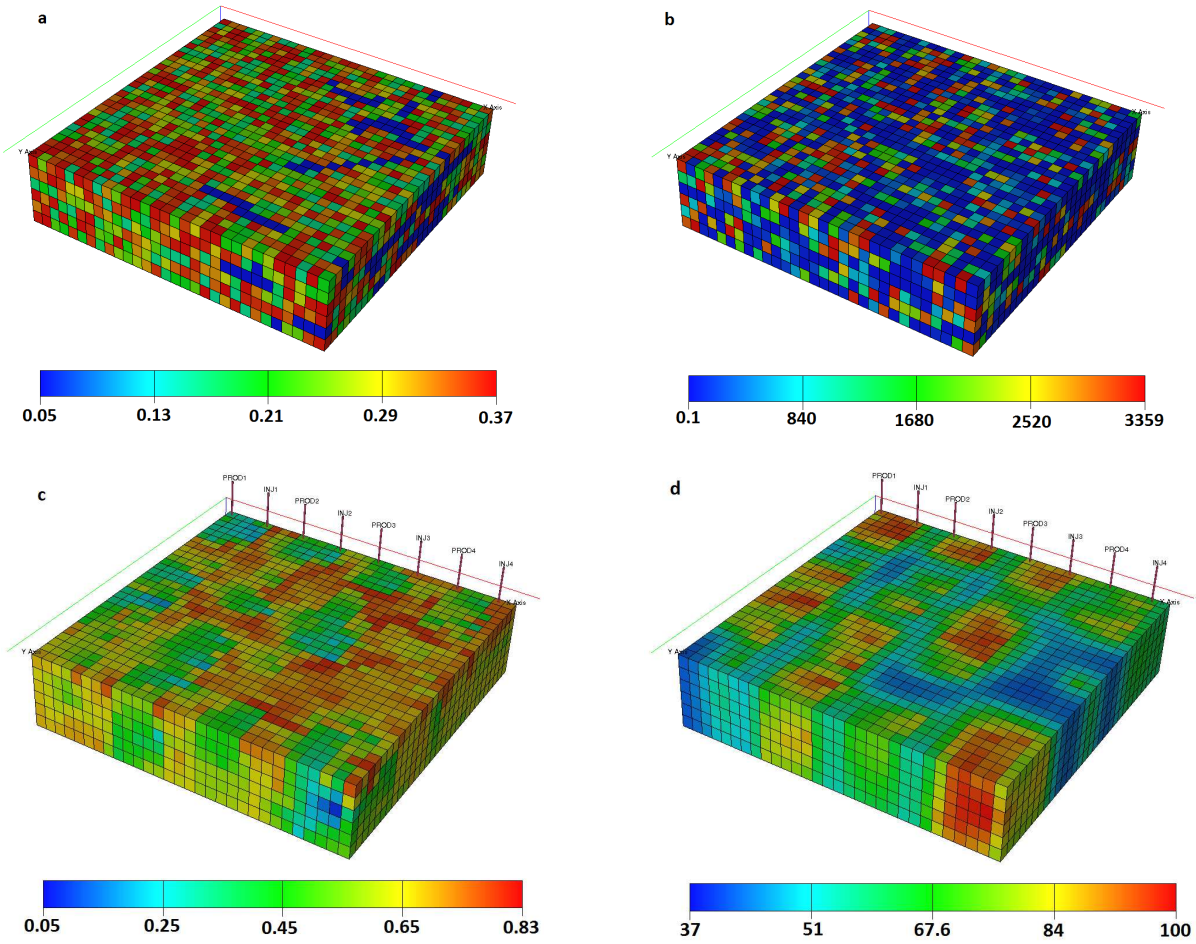 a
X Axis
Y Axis
0.05 0.13 0.21 0.29 0.37
b
X Axis
Y Axis
0.1 840 1680 2520 3359
c
PROD1
INJ1
PROD2
INJ2
PROD3
INJ3
PROD4
INJ4
X Axis
Y Axis
0.05 0.25 0.45 0.65 0.83
d
PROD1
INJ1
PROD2
INJ2
PROD3
INJ3
PROD4
INJ4
X Axis
Y Axis
37 51 67.6 84 100